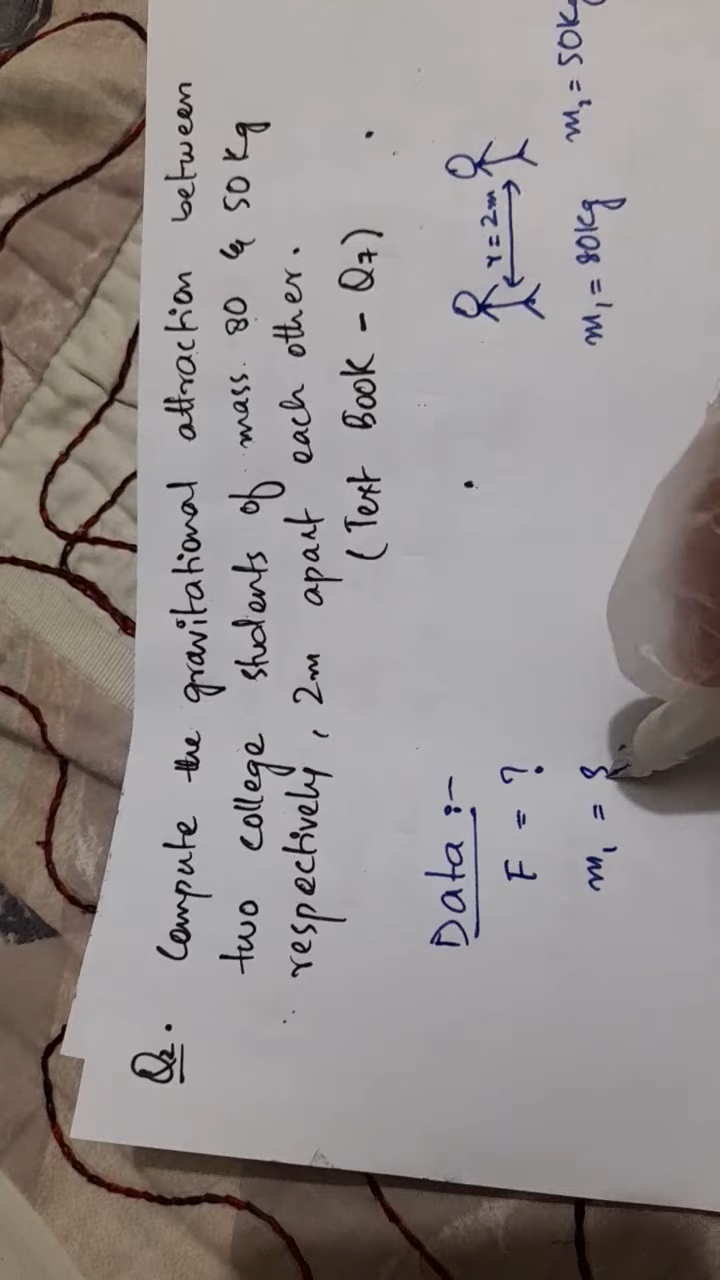 Q2. Compute the gravitational attraction between
two college students of mass 80 & 50 Kg
respectively, 2m apart each other.
(Text Book - Q7)
Data :-
F = ?
m₁ = 8
r = 2m
m₁ = 80Kg m₂ = 50Kg